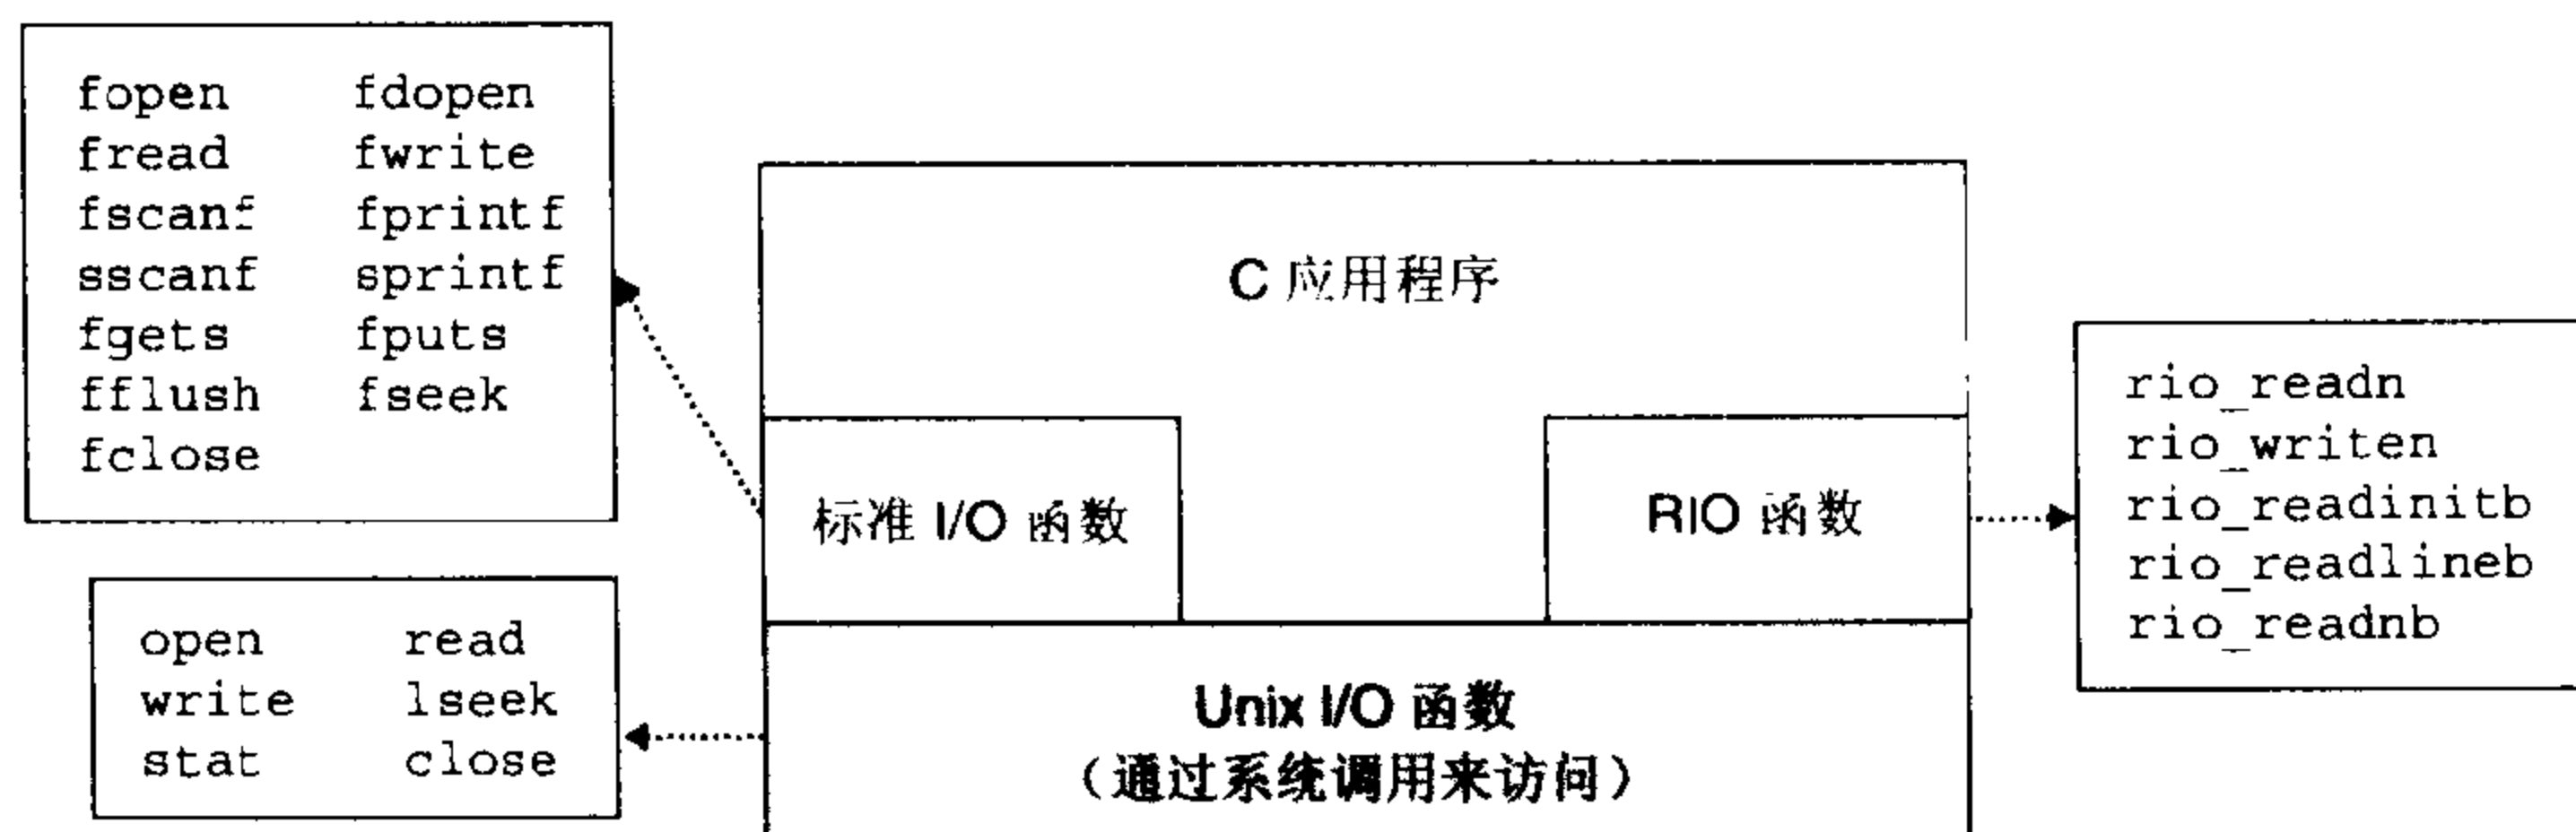 fopen fdopen
fread fwrite
fscanf fprintf
sscanf sprintf
fgets fputs
fflush fseek
fclose
open read
write lseek
stat close
C 应用程序
标准 I/O 函数
RIO 函数
Unix I/O 函数
（通过系统调用来访问）
rio_readn
rio_writen
rio_readinitb
rio_readlineb
rio_readnb